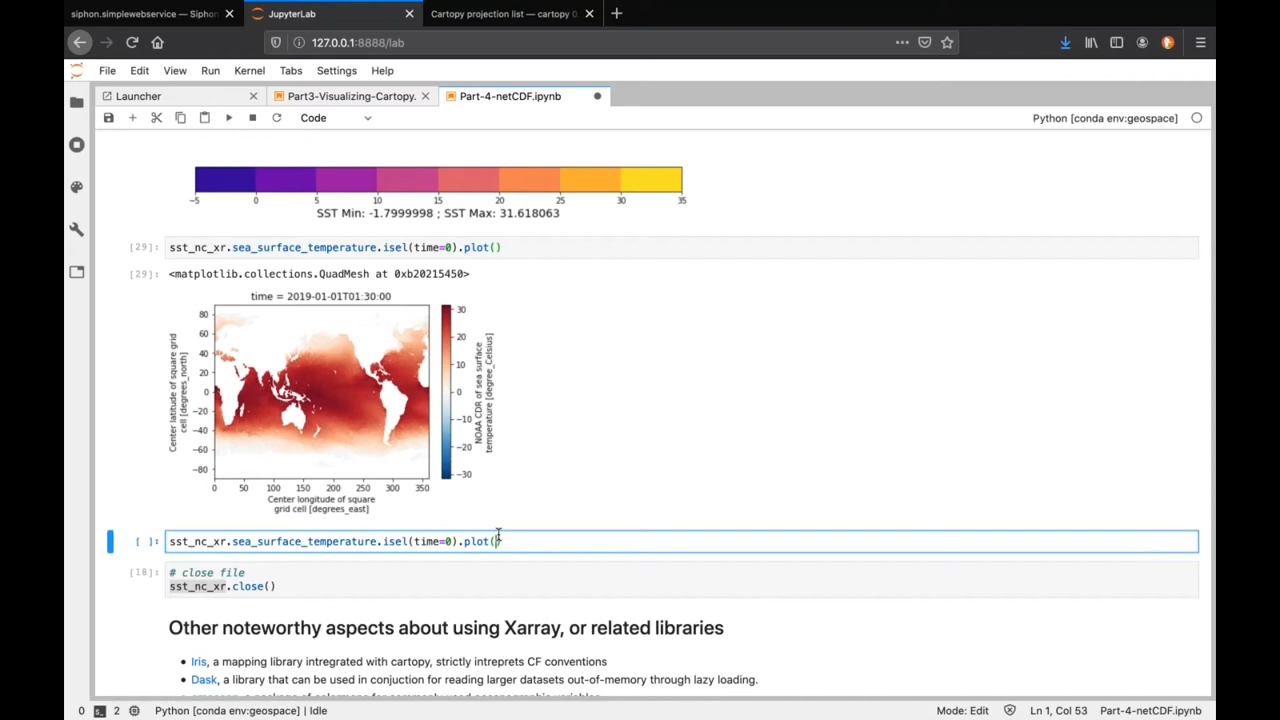 siphon.simplewebservice — Siphon
JupyterLab
Cartopy projection list — cartopy 0.
127.0.0.1:8888/lab
File Edit View Run Kernel Tabs Settings Help
Launcher
Part3-Visualizing-Cartopy.
Part-4-netCDF.ipynb
Code
Python [conda env:geospace]
−5 0 5 10 15 20 25 30 35
SST Min: -1.7999998 ; SST Max: 31.618063
[29]: sst_nc_xr.sea_surface_temperature.isel(time=0).plot()
[29]: <matplotlib.collections.QuadMesh at 0xb20215450>
time = 2019-01-01T01:30:00
Center latitude of square grid
cell [degrees_north]
80
60
40
20
0
−20
−40
−60
−80
0 50 100 150 200 250 300 350
Center longitude of square
grid cell [degrees_east]
30
20
10
0
−10
−20
−30
NOAA CDR of sea surface
temperature [degree_Celsius]
[ ]: sst_nc_xr.sea_surface_temperature.isel(time=0).plot()
[18]: # close file
sst_nc_xr.close()
Other noteworthy aspects about using Xarray, or related libraries
• Iris, a mapping library intregrated with cartopy, strictly intreprets CF conventions
• Dask, a library that can be used in conjuction for reading larger datasets out-of-memory through lazy loading.
0 2 Python [conda env:geospace] | Idle
Mode: Edit Ln 1, Col 53 Part-4-netCDF.ipynb